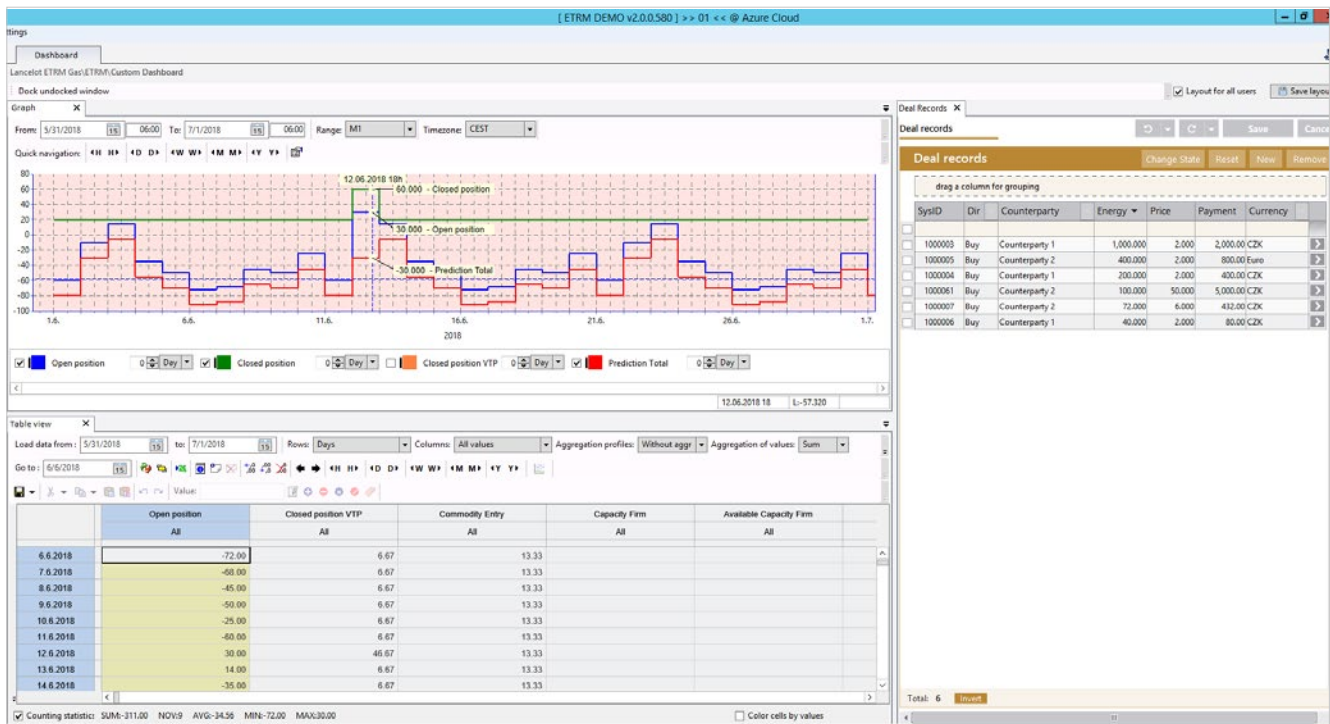 [ ETRM DEMO v2.0.0.580 ] >> 01 << @ Azure Cloud
ttings
Dashboard
Lancelot ETRM Gas\ETRM\Custom Dashboard
Dock undocked window
Layout for all users Save layou
Graph X
From: 5/31/2018 15 06:00 To: 7/1/2018 15 06:00 Range: M1 Timezone: CEST
Quick navigation: H H D D W W M M Y Y
12.06.2018 18h
60.000 - Closed position
30.000 - Open position
-30.000 - Prediction Total
80
60
40
20
0
-20
-40
-60
-80
-100
1.6. 6.6. 11.6. 16.6. 21.6. 26.6. 1.7.
2018
Open position 0 Day Closed position 0 Day Closed position VTP 0 Day Prediction Total 0 Day
12.06.2018 18 L:-57.320
Table view X
Load data from: 5/31/2018 15 to: 7/1/2018 15 Rows: Days Columns: All values Aggregation profiles: Without aggr Aggregation of values: Sum
Go to: 6/6/2018 15 H H D D W W M M Y Y
Value:
Open position Closed position VTP Commodity Entry Capacity Firm Available Capacity Firm
All All All All All
6.6.2018 -72.00 6.67 13.33
7.6.2018 -68.00 6.67 13.33
8.6.2018 -45.00 6.67 13.33
9.6.2018 -50.00 6.67 13.33
10.6.2018 -25.00 6.67 13.33
11.6.2018 -60.00 6.67 13.33
12.6.2018 30.00 46.67 13.33
13.6.2018 14.00 6.67 13.33
14.6.2018 -35.00 6.67 13.33
Counting statistic: SUM:-311.00 NOV:9 AVG:-34.56 MIN:-72.00 MAX:30.00 Color cells by values
Deal Records X
Deal records Save Cance
Deal records Change State Reset New Remove
drag a column for grouping
SysID Dir Counterparty Energy Price Payment Currency
1000003 Buy Counterparty 1 1,000.000 2.000 2,000.00 CZK
1000005 Buy Counterparty 2 400.000 2.000 800.00 Euro
1000004 Buy Counterparty 1 200.000 2.000 400.00 CZK
1000061 Buy Counterparty 2 100.000 50.000 5,000.00 CZK
1000007 Buy Counterparty 2 72.000 6.000 432.00 CZK
1000006 Buy Counterparty 1 40.000 2.000 80.00 CZK
Total: 6 Invert